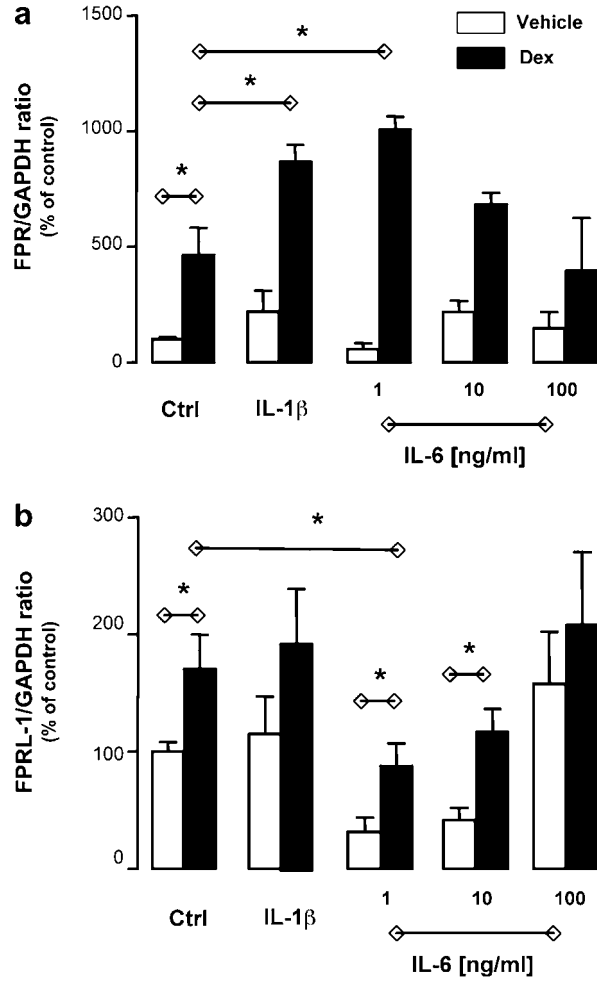 a
1500
1000
500
0
FPR/GAPDH ratio
(% of control)
Vehicle
Dex
*
*
*
Ctrl
IL-1β
1
10
100
IL-6 [ng/ml]
b
300
200
100
0
FPRL-1/GAPDH ratio
(% of control)
*
*
*
*
Ctrl
IL-1β
1
10
100
IL-6 [ng/ml]